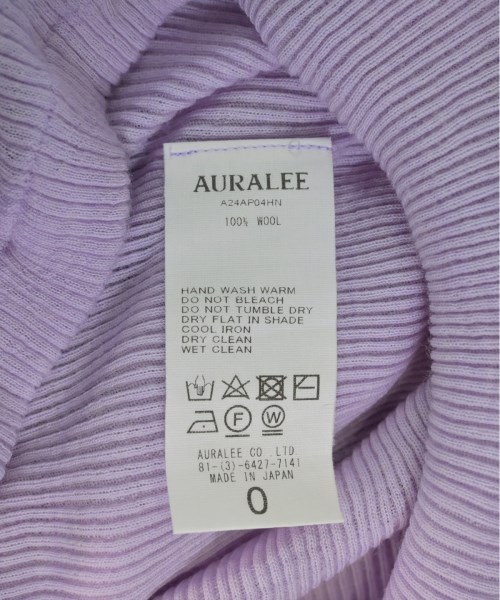 AURALEE
A24AP04HN
100% WOOL
HAND WASH WARM
DO NOT BLEACH
DO NOT TUMBLE DRY
DRY FLAT IN SHADE
COOL IRON
DRY CLEAN
WET CLEAN
F W
AURALEE CO. LTD.
81-(3)-6427-7141
MADE IN JAPAN
0